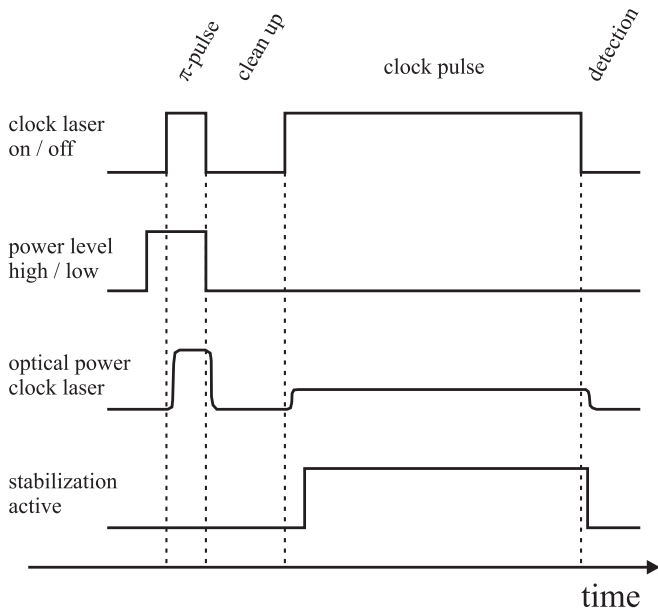 π-pulse
clean up
clock pulse
detection
clock laser
on / off
power level
high / low
optical power
clock laser
stabilization
active
time